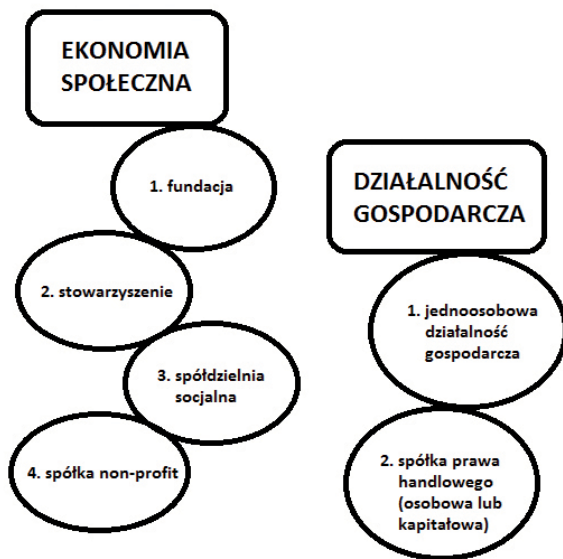 EKONOMIA
SPOŁECZNA
1. fundacja
2. stowarzyszenie
3. spółdzielnia
socjalna
4. spółka non-profit
DZIAŁALNOŚĆ
GOSPODARCZA
1. jednoosobowa
działalność
gospodarcza
2. spółka prawa
handlowego
(osobowa lub
kapitałowa)